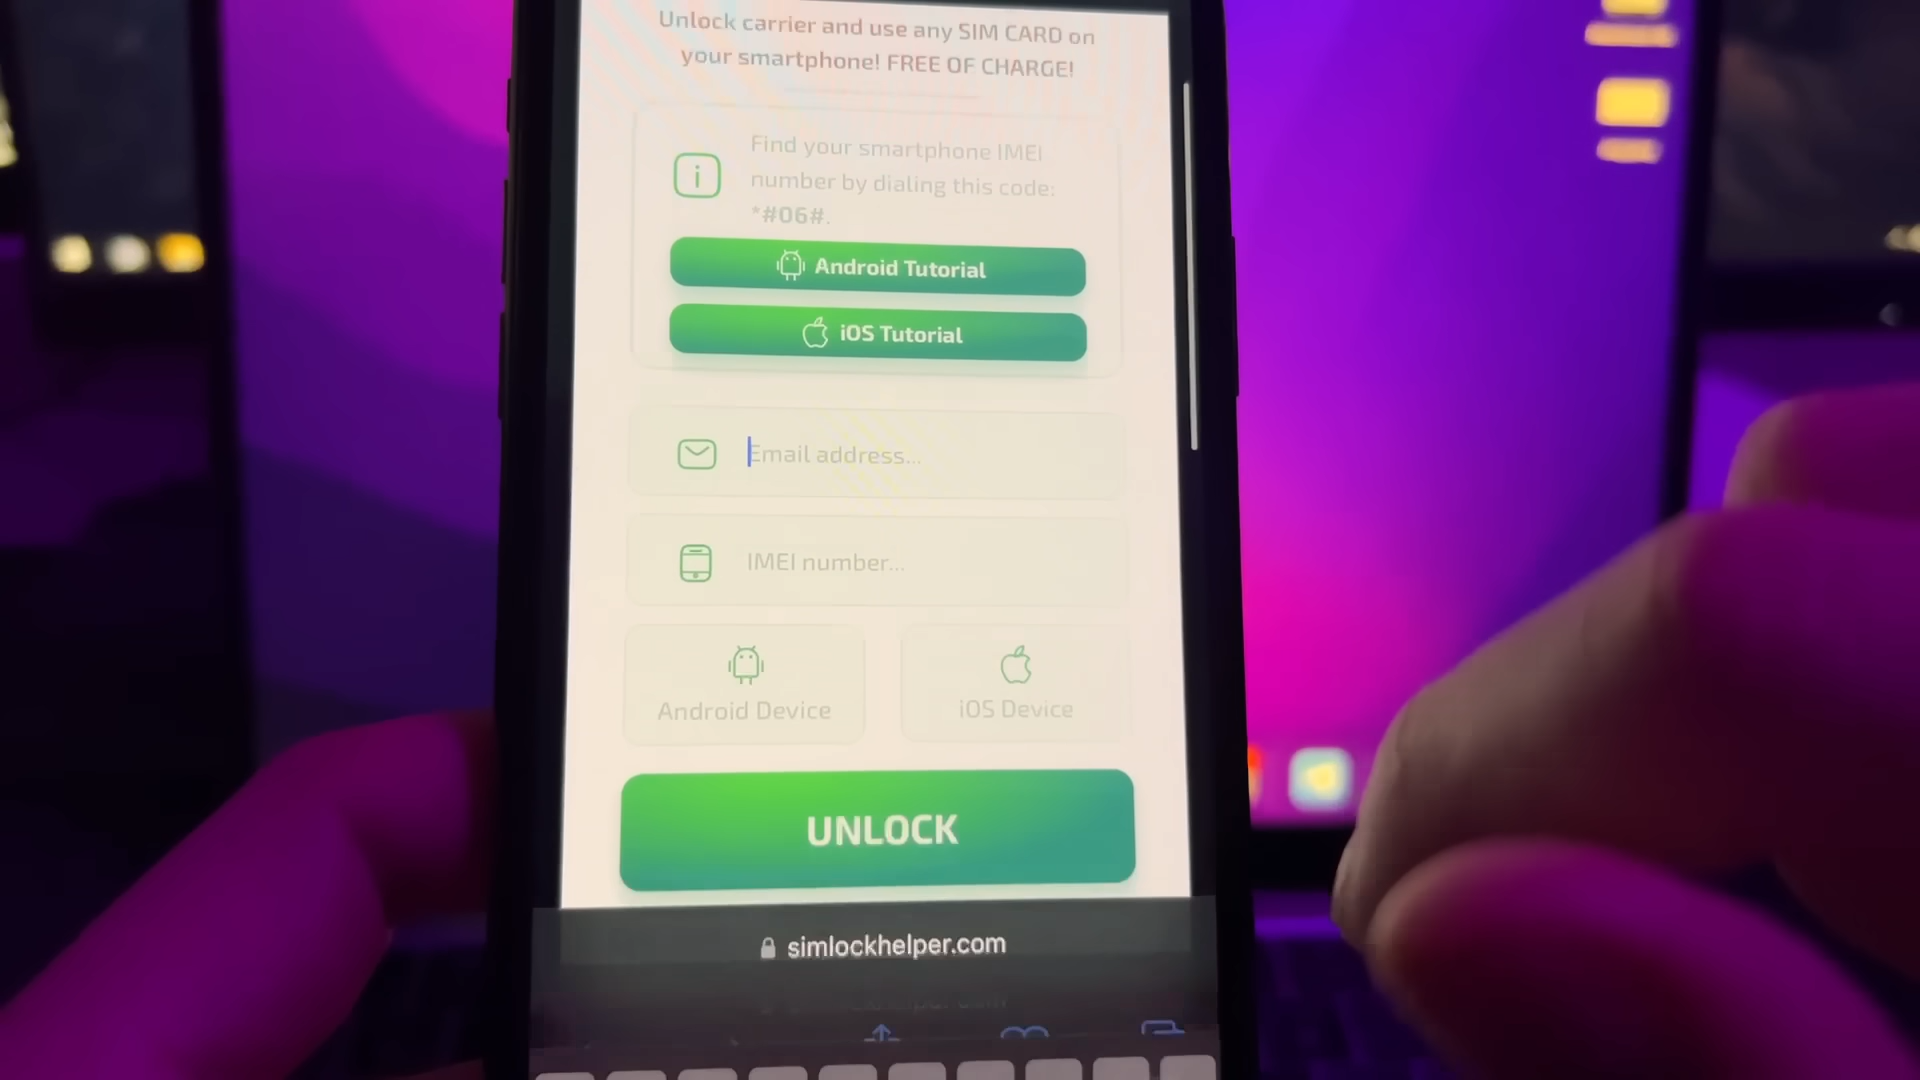 Unlock carrier and use any SIM CARD on
your smartphone! FREE OF CHARGE!
Find your smartphone IMEI
number by dialing this code:
*#06#.
Android Tutorial
iOS Tutorial
Email address...
IMEI number...
Android Device
iOS Device
UNLOCK
simlockhelper.com